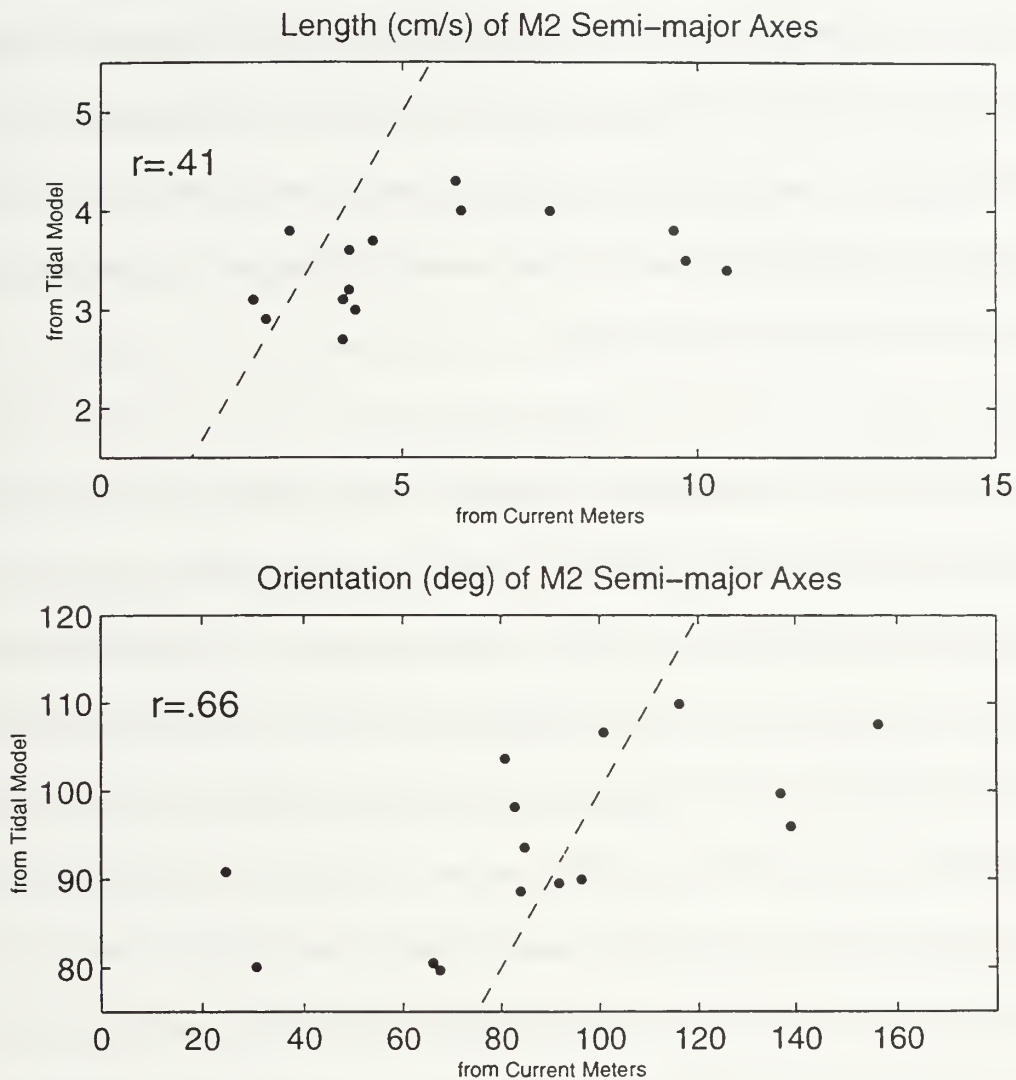 Length (cm/s) of M2 Semi-major Axes
5
4
3
2
r=.41
from Tidal Model
0 5 10 15
from Current Meters
Orientation (deg) of M2 Semi-major Axes
120
110
100
90
80
r=.66
from Tidal Model
0 20 40 60 80 100 120 140 160
from Current Meters